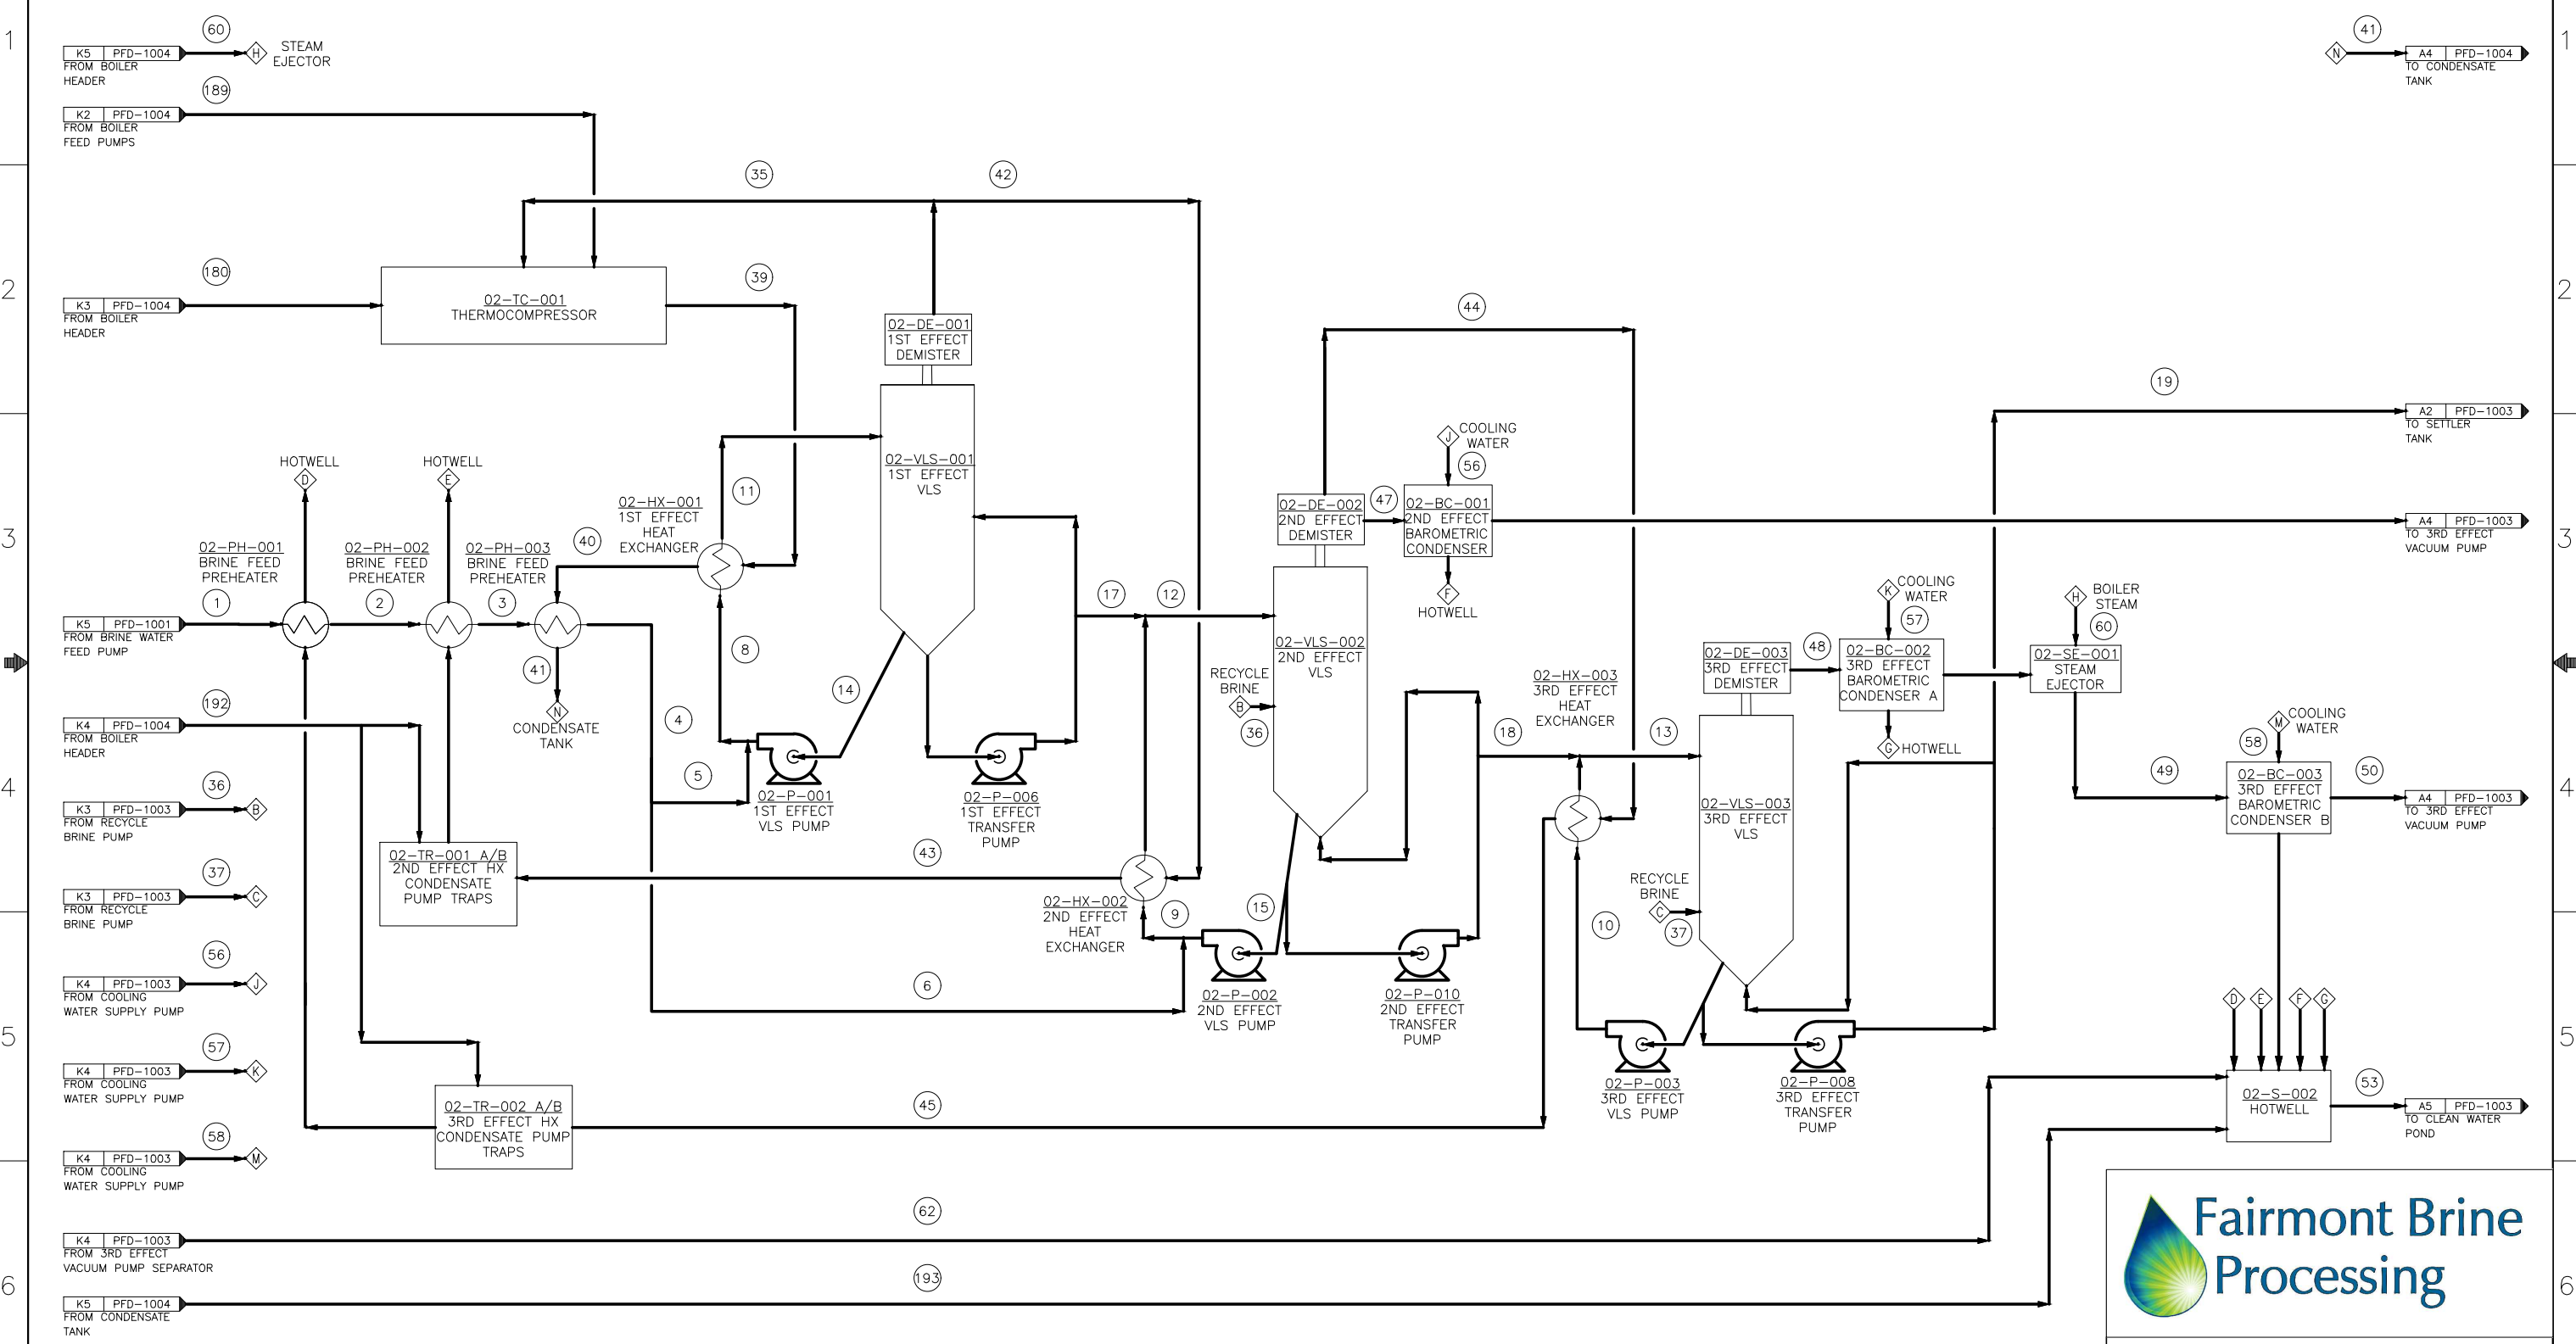 1
60
K5 PFD-1004
FROM BOILER
HEADER
H
STEAM
EJECTOR
189
K2 PFD-1004
FROM BOILER
FEED PUMPS
N
41
A4 PFD-1004
TO CONDENSATE
TANK
1
35
42
2
180
K3 PFD-1004
FROM BOILER
HEADER
02-TC-001
THERMOCOMPRESSOR
39
02-DE-001
1ST EFFECT
DEMISTER
44
2
19
A2 PFD-1003
TO SETTLER
TANK
3
HOTWELL
D
HOTWELL
E
02-PH-001
BRINE FEED
PREHEATER
02-PH-002
BRINE FEED
PREHEATER
02-PH-003
BRINE FEED
PREHEATER
40
02-HX-001
1ST EFFECT
HEAT
EXCHANGER
11
02-VLS-001
1ST EFFECT
VLS
J
COOLING
WATER
56
02-DE-002
2ND EFFECT
DEMISTER
47
02-BC-001
2ND EFFECT
BAROMETRIC
CONDENSER
F
HOTWELL
A4 PFD-1003
TO 3RD EFFECT
VACUUM PUMP
3
1
2
3
K5 PFD-1001
FROM BRINE WATER
FEED PUMP
41
N
CONDENSATE
TANK
8
4
5
14
17
12
02-VLS-002
2ND EFFECT
VLS
RECYCLE
BRINE
B
36
02-HX-003
3RD EFFECT
HEAT
EXCHANGER
18
13
02-DE-003
3RD EFFECT
DEMISTER
48
K
COOLING
WATER
57
02-BC-002
3RD EFFECT
BAROMETRIC
CONDENSER A
G
HOTWELL
H
BOILER
STEAM
60
02-SE-001
STEAM
EJECTOR
4
192
K4 PFD-1004
FROM BOILER
HEADER
36
K3 PFD-1003
FROM RECYCLE
BRINE PUMP
B
37
K3 PFD-1003
FROM RECYCLE
BRINE PUMP
C
02-TR-001 A/B
2ND EFFECT HX
CONDENSATE
PUMP TRAPS
02-P-001
1ST EFFECT
VLS PUMP
02-P-006
1ST EFFECT
TRANSFER
PUMP
43
02-HX-002
2ND EFFECT
HEAT
EXCHANGER
9
15
02-VLS-003
3RD EFFECT
VLS
RECYCLE
BRINE
C
37
10
49
M
COOLING
WATER
58
02-BC-003
3RD EFFECT
BAROMETRIC
CONDENSER B
50
A4 PFD-1003
TO 3RD EFFECT
VACUUM PUMP
4
5
56
K4 PFD-1003
FROM COOLING
WATER SUPPLY PUMP
J
57
K4 PFD-1003
FROM COOLING
WATER SUPPLY PUMP
K
58
K4 PFD-1003
FROM COOLING
WATER SUPPLY PUMP
M
6
02-P-002
2ND EFFECT
VLS PUMP
02-P-010
2ND EFFECT
TRANSFER
PUMP
02-TR-002 A/B
3RD EFFECT HX
CONDENSATE PUMP
TRAPS
45
02-P-003
3RD EFFECT
VLS PUMP
02-P-008
3RD EFFECT
TRANSFER
PUMP
D E F G
02-S-002
HOTWELL
53
A5 PFD-1003
TO CLEAN WATER
POND
5
6
62
K4 PFD-1003
FROM 3RD EFFECT
VACUUM PUMP SEPARATOR
193
K5 PFD-1004
FROM CONDENSATE
TANK
Fairmont Brine
Processing
6